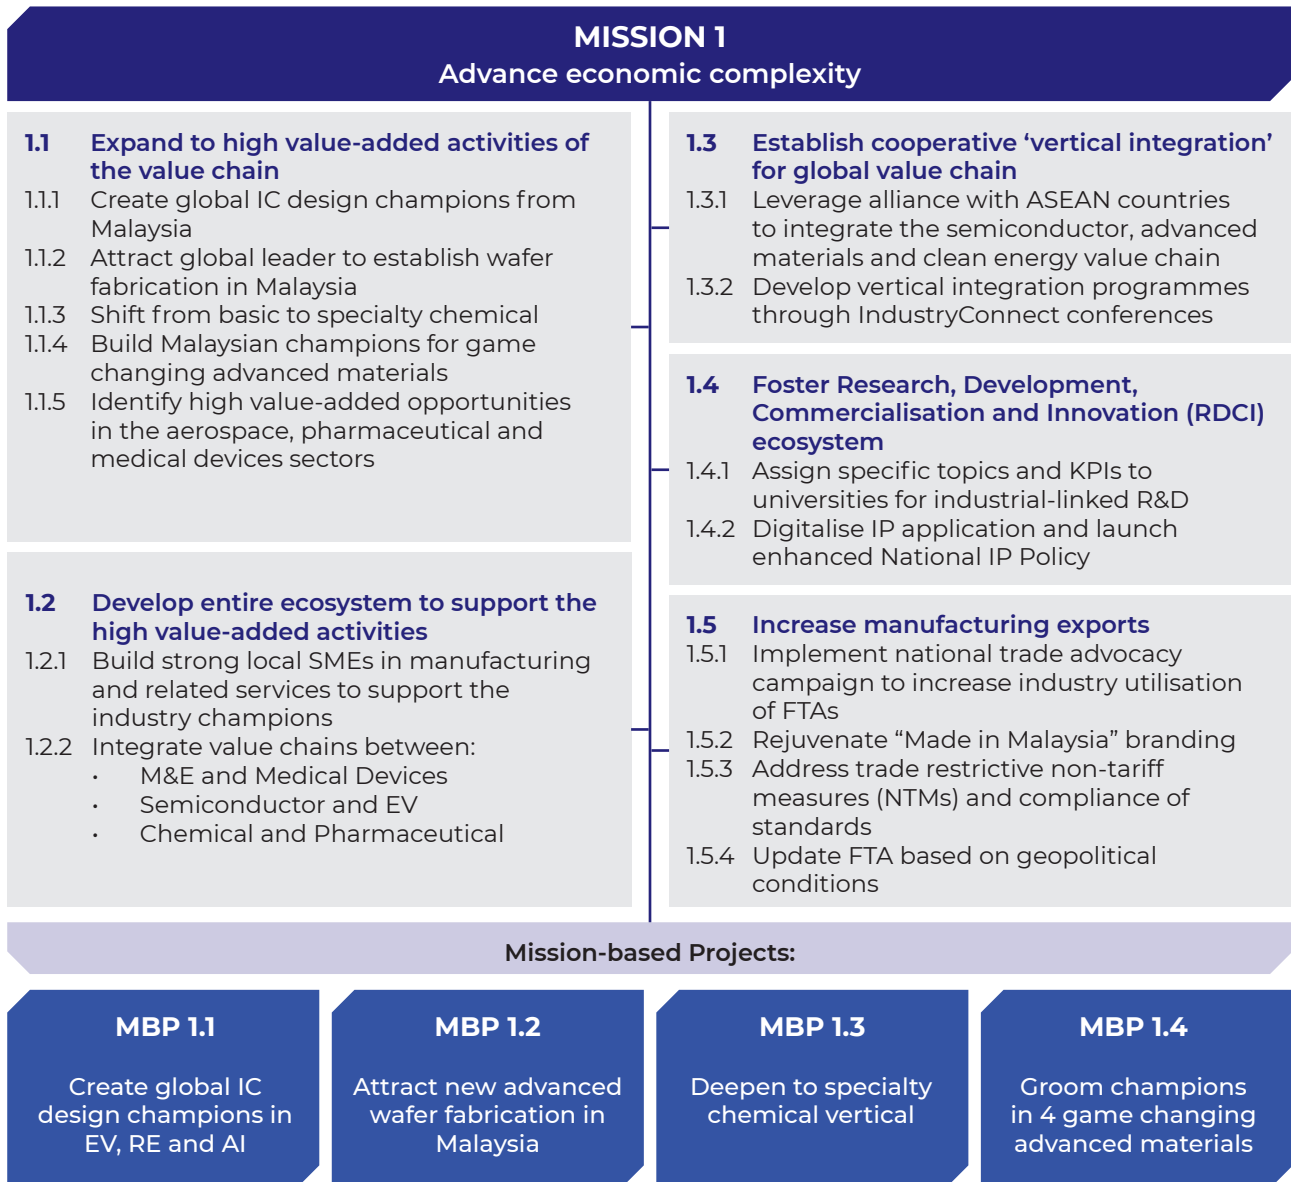 MISSION 1
Advance economic complexity
1.1 Expand to high value-added activities of
the value chain
1.1.1 Create global IC design champions from
Malaysia
1.1.2 Attract global leader to establish wafer
fabrication in Malaysia
1.1.3 Shift from basic to specialty chemical
1.1.4 Build Malaysian champions for game
changing advanced materials
1.1.5 Identify high value-added opportunities
in the aerospace, pharmaceutical and
medical devices sectors
1.2 Develop entire ecosystem to support the
high value-added activities
1.2.1 Build strong local SMEs in manufacturing
and related services to support the
industry champions
1.2.2 Integrate value chains between:
• M&E and Medical Devices
• Semiconductor and EV
• Chemical and Pharmaceutical
1.3 Establish cooperative ‘vertical integration’
for global value chain
1.3.1 Leverage alliance with ASEAN countries
to integrate the semiconductor, advanced
materials and clean energy value chain
1.3.2 Develop vertical integration programmes
through IndustryConnect conferences
1.4 Foster Research, Development,
Commercialisation and Innovation (RDCI)
ecosystem
1.4.1 Assign specific topics and KPIs to
universities for industrial-linked R&D
1.4.2 Digitalise IP application and launch
enhanced National IP Policy
1.5 Increase manufacturing exports
1.5.1 Implement national trade advocacy
campaign to increase industry utilisation
of FTAs
1.5.2 Rejuvenate “Made in Malaysia” branding
1.5.3 Address trade restrictive non-tariff
measures (NTMs) and compliance of
standards
1.5.4 Update FTA based on geopolitical
conditions
Mission-based Projects:
MBP 1.1
Create global IC
design champions in
EV, RE and AI
MBP 1.2
Attract new advanced
wafer fabrication in
Malaysia
MBP 1.3
Deepen to specialty
chemical vertical
MBP 1.4
Groom champions
in 4 game changing
advanced materials